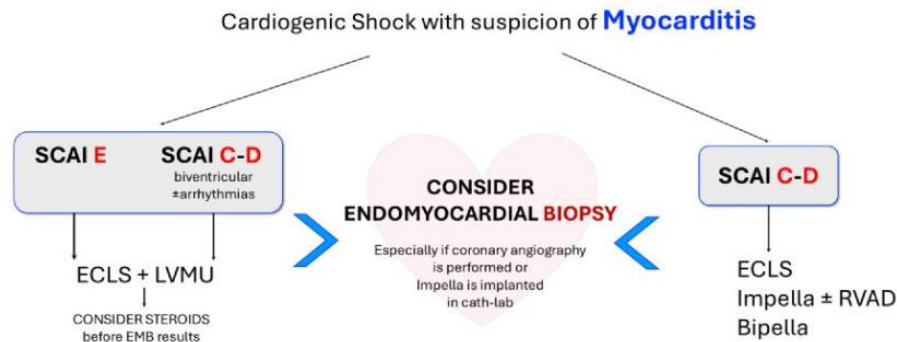 Cardiogenic Shock with suspicion of Myocarditis
SCAI E
SCAI C-D
biventricular
±arrhythmias
ECLS + LVMU
CONSIDER STEROIDS
before EMB results
CONSIDER
ENDOMYOCARDIAL BIOPSY
Especially if coronary angiography
is performed or
Impella is implanted
in cath-lab
SCAI C-D
ECLS
Impella ± RVAD
Bipella